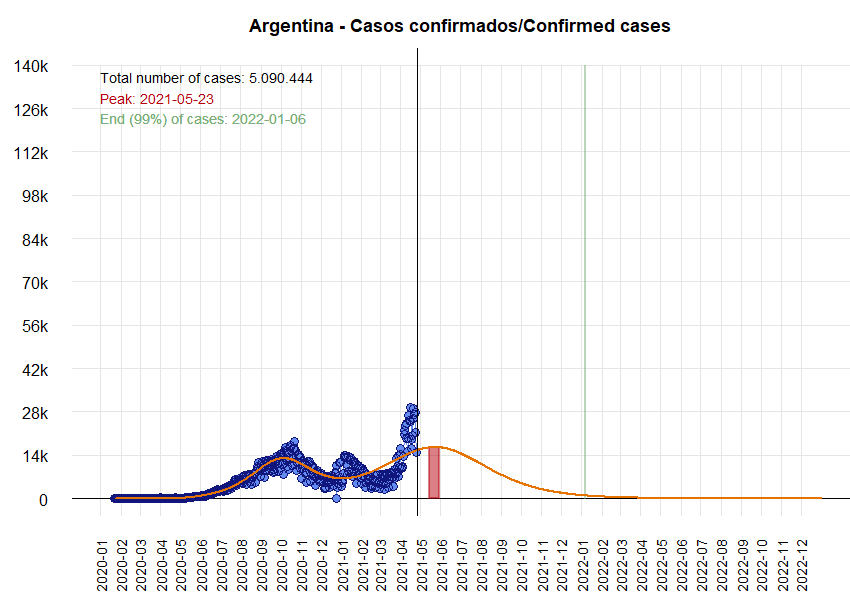 Argentina - Casos confirmados/Confirmed cases
140k
126k
112k
98k
84k
70k
56k
42k
28k
14k
0
Total number of cases: 5.090.444
Peak: 2021-05-23
End (99%) of cases: 2022-01-06
2020-01
2020-02
2020-03
2020-04
2020-05
2020-06
2020-07
2020-08
2020-09
2020-10
2020-11
2020-12
2021-01
2021-02
2021-03
2021-04
2021-05
2021-06
2021-07
2021-08
2021-09
2021-10
2021-11
2021-12
2022-01
2022-02
2022-03
2022-04
2022-05
2022-06
2022-07
2022-08
2022-09
2022-10
2022-11
2022-12